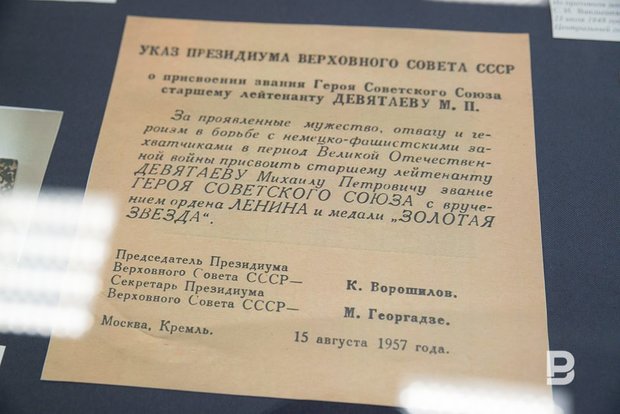 УКАЗ ПРЕЗИДИУМА ВЕРХОВНОГО СОВЕТА СССР
о присвоении звания Героя Советского Союза
старшему лейтенанту ДЕВЯТАЕВУ М. П.
За проявленные мужество, отвагу и ге-
роизм в борьбе с немецко-фашистскими за-
хватчиками в период Великой Отечествен-
ной войны присвоить старшему лейтенанту
ДЕВЯТАЕВУ Михаилу Петровичу звание
ГЕРОЯ СОВЕТСКОГО СОЮЗА с вруче-
нием ордена ЛЕНИНА и медали „ЗОЛОТАЯ
ЗВЕЗДА“.
Председатель Президиума
Верховного Совета СССР—
К. Ворошилов.
Секретарь Президиума
Верховного Совета СССР—
М. Георгадзе.
Москва, Кремль.
15 августа 1957 года.